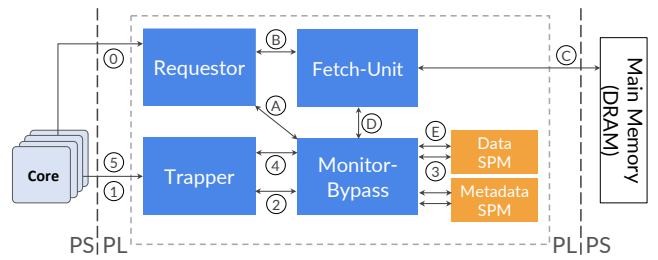 B
C
0
Requestor
Fetch-Unit
A
D
Main Memory
(DRAM)
E
Data
SPM
5
4
Core
Trapper
Monitor-
Bypass
3
1
2
Metadata
SPM
PS
PL
PL
PS